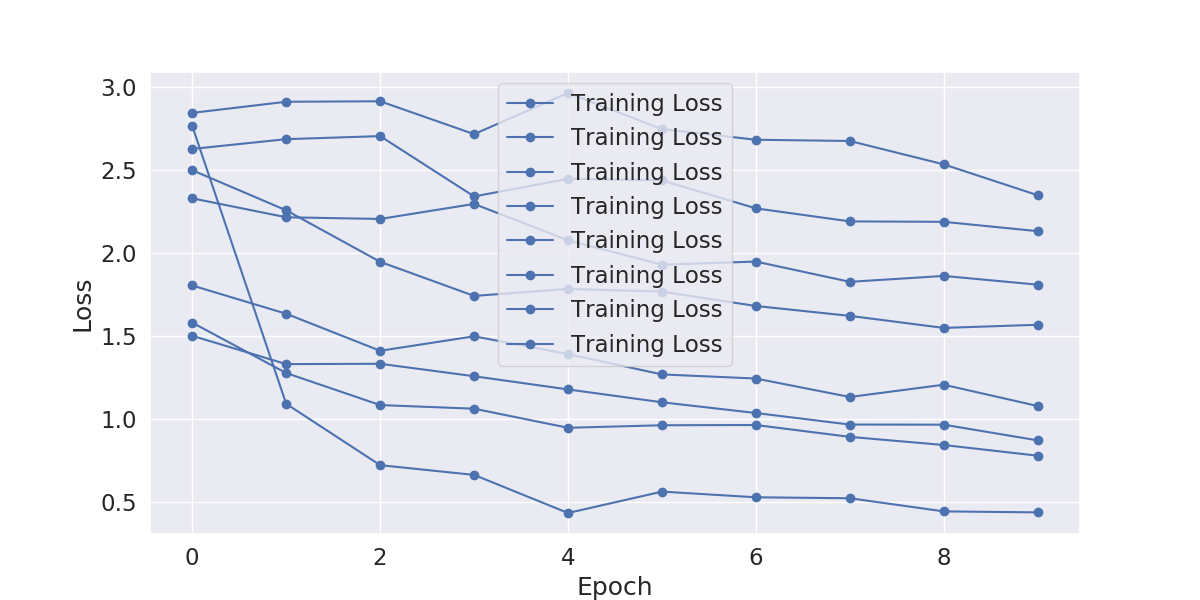 3.0
2.5
2.0
1.5
1.0
0.5
Loss
Training Loss
Training Loss
Training Loss
Training Loss
Training Loss
Training Loss
Training Loss
Training Loss
0 2 4 6 8
Epoch